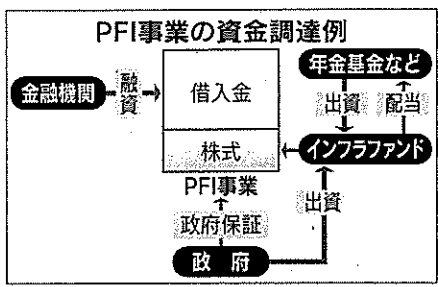 PFI事業の資金調達例
金融機関
融資
借入金
株式
PFI事業
年金基金など
出資
配当
インフラファンド
出資
政府保証
政府